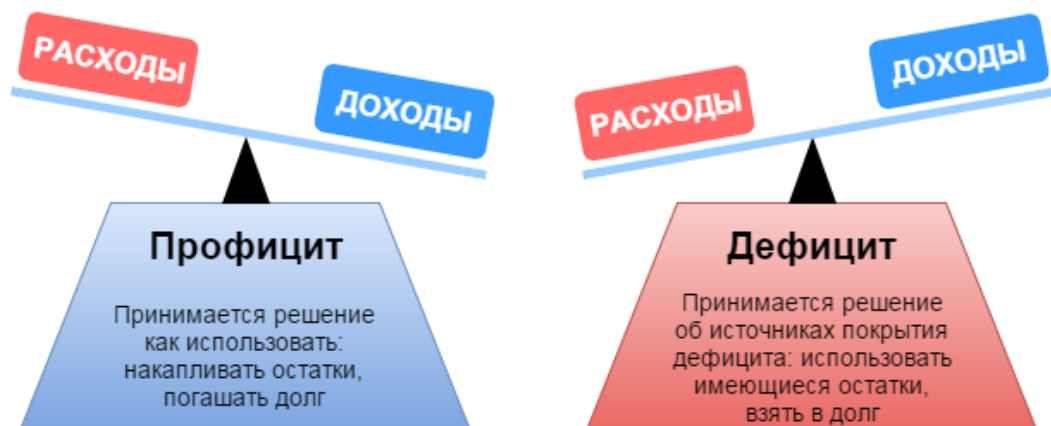 РАСХОДЫ
ДОХОДЫ
Профицит
Принимается решение
как использовать:
накапливать остатки,
погашать долг
РАСХОДЫ
ДОХОДЫ
Дефицит
Принимается решение
об источниках покрытия
дефицита: использовать
имеющиеся остатки,
взять в долг